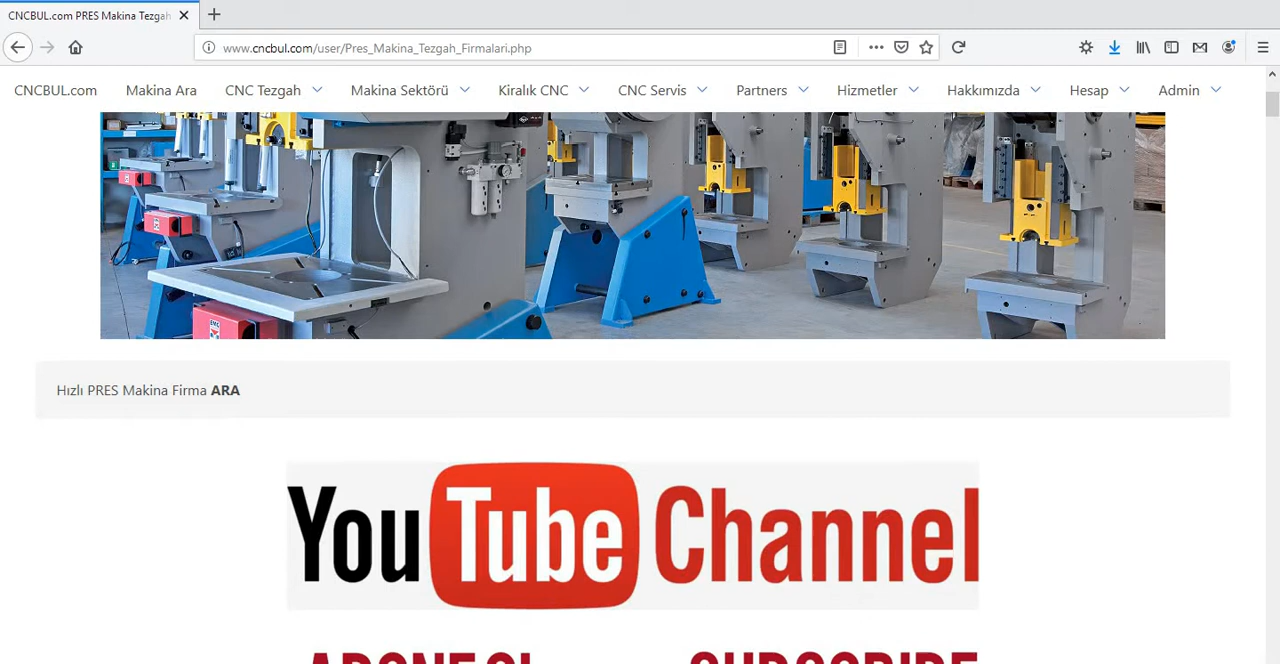 CNCBUL.com PRES Makina Tezgah
www.cncbul.com/user/Pres_Makina_Tezgah_Firmalari.php
CNCBUL.com Makina Ara CNC Tezgah Makina Sektörü Kiralık CNC CNC Servis Partners Hizmetler Hakkımızda Hesap Admin
Hızlı PRES Makina Firma ARA
YouTube Channel